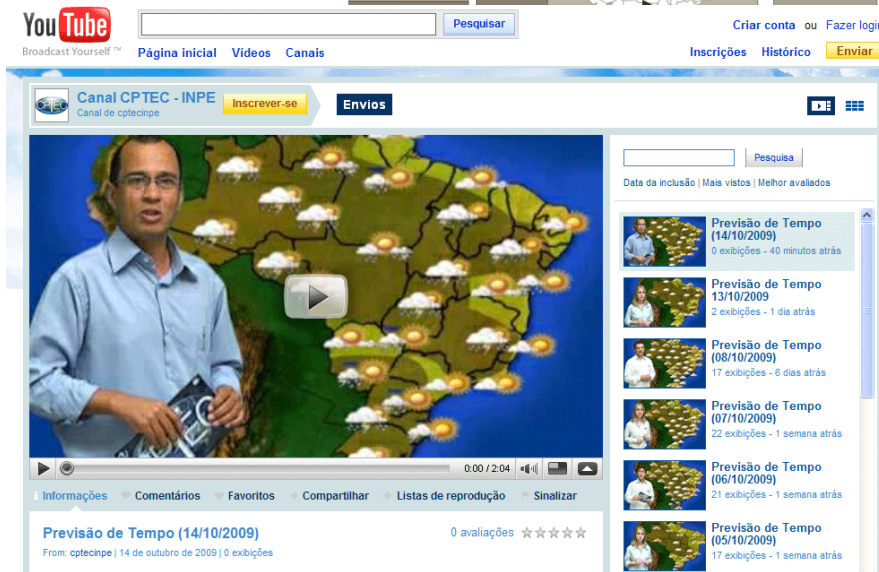 You Tube
Broadcast Yourself ™
Pesquisar
Criar conta ou Fazer login
Página inicial Vídeos Canais
Inscrições Histórico Enviar
CPTEC
Canal CPTEC - INPE
Canal de cptecinpe
Inscrever-se
Envios
CPTEC
0:00 / 2:04
Informações Comentários Favoritos Compartilhar Listas de reprodução Sinalizar
Previsão de Tempo (14/10/2009)
0 avaliações
From: cptecinpe | 14 de outubro de 2009 | 0 exibições
Pesquisa
Data da inclusão | Mais vistos | Melhor avaliados
Previsão de Tempo
(14/10/2009)
0 exibições - 40 minutos atrás
Previsão de Tempo
13/10/2009
2 exibições - 1 dia atrás
Previsão de Tempo
(08/10/2009)
17 exibições - 6 dias atrás
Previsão de Tempo
(07/10/2009)
22 exibições - 1 semana atrás
Previsão de Tempo
(06/10/2009)
21 exibições - 1 semana atrás
Previsão de Tempo
(05/10/2009)
17 exibições - 1 semana atrás